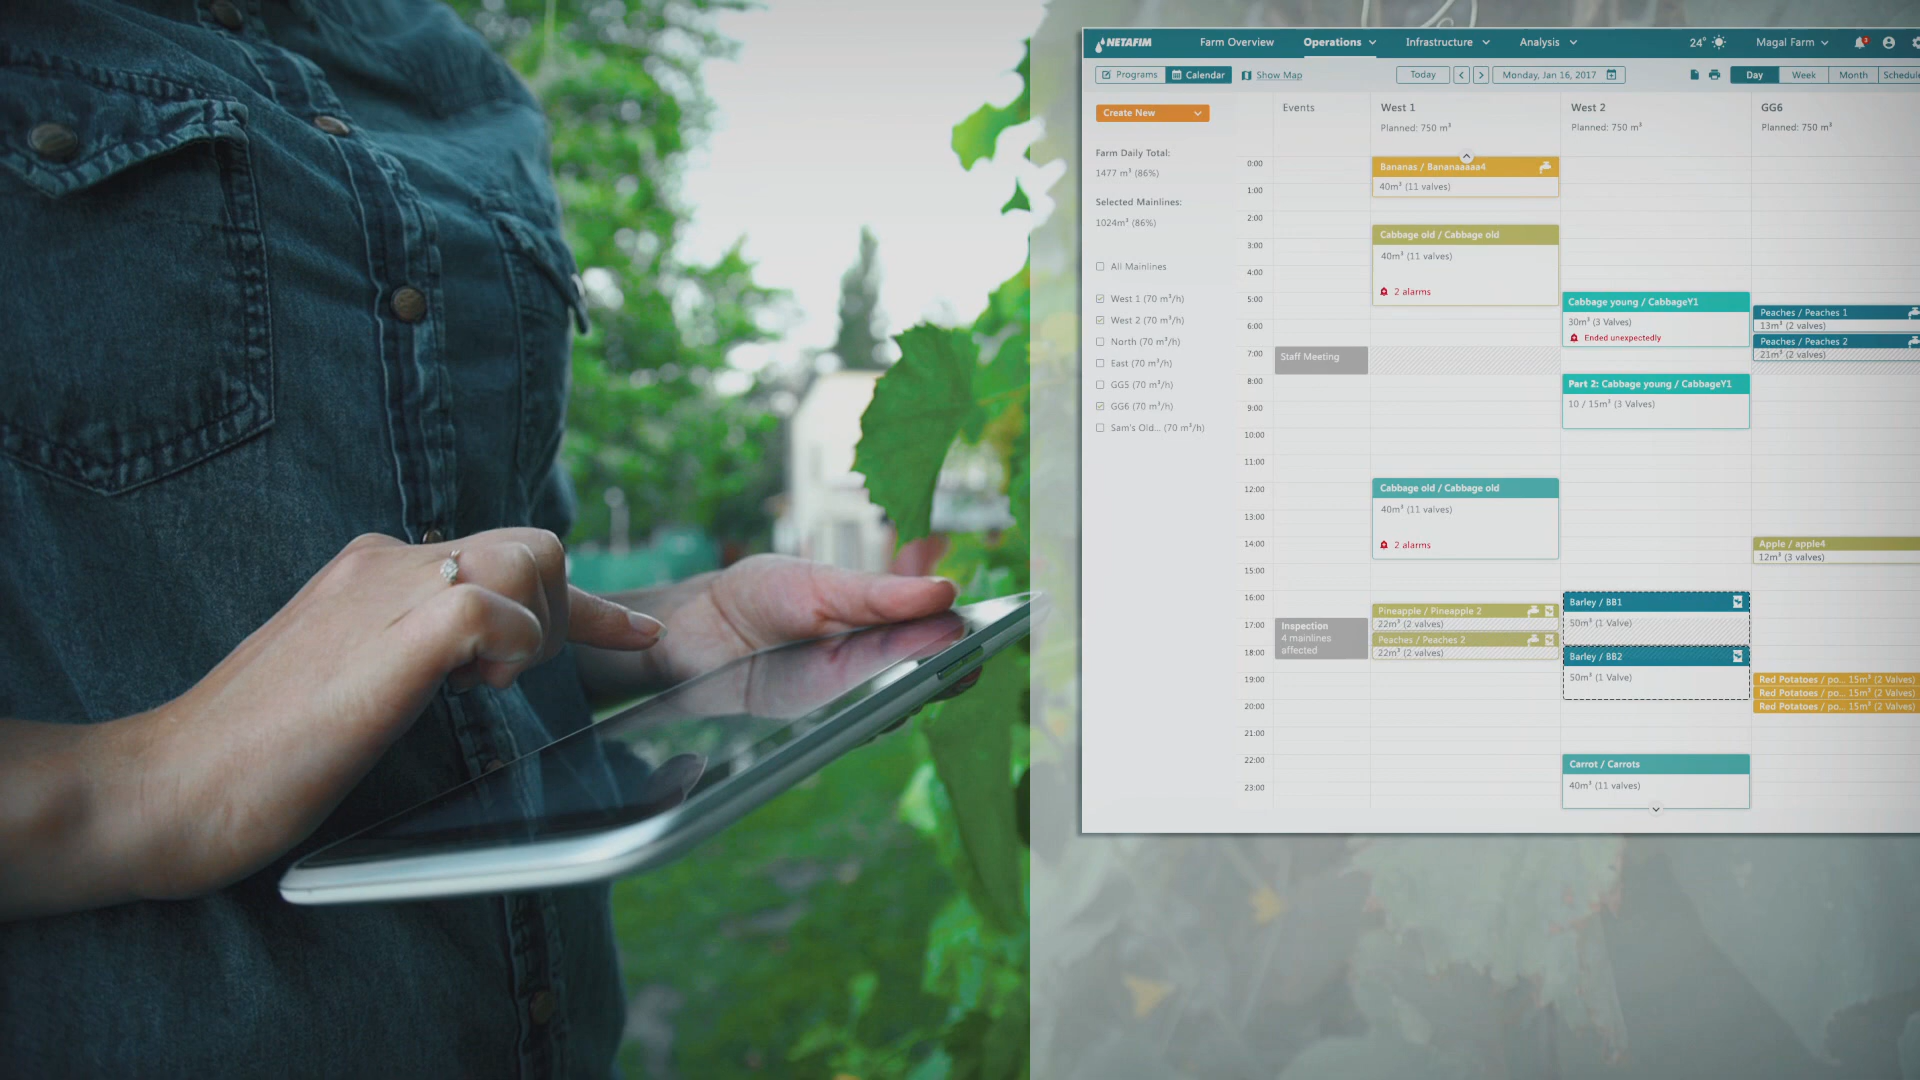 NETAFIM
Farm Overview
Operations
Infrastructure
Analysis
24°
Magal Farm
Programs
Calendar
Show Map
Today
Monday, Jan 16, 2017
Day
Week
Month
Schedule
Create New
Farm Daily Total:
1477 m³ (86%)
Selected Mainlines:
1024m³ (86%)
All Mainlines
West 1 (70 m³/h)
West 2 (70 m³/h)
North (70 m³/h)
East (70 m³/h)
GG5 (70 m³/h)
GG6 (70 m³/h)
Sam's Old... (70 m³/h)
Events
West 1
Planned: 750 m³
West 2
Planned: 750 m³
GG6
Planned: 750 m³
0:00
1:00
2:00
3:00
4:00
5:00
6:00
7:00
8:00
9:00
10:00
11:00
12:00
13:00
14:00
15:00
16:00
17:00
18:00
19:00
20:00
21:00
22:00
23:00
Staff Meeting
Inspection
4 mainlines
affected
Bananas / Bananaaaaa4
40m³ (11 valves)
Cabbage old / Cabbage old
40m³ (11 valves)
2 alarms
Cabbage old / Cabbage old
40m³ (11 valves)
2 alarms
Pineapple / Pineapple 2
22m³ (2 valves)
Peaches / Peaches 2
22m³ (2 valves)
Cabbage young / CabbageY1
30m³ (3 Valves)
Ended unexpectedly
Part 2: Cabbage young / CabbageY1
10 / 15m³ (3 Valves)
Barley / BB1
50m³ (1 Valve)
Barley / BB2
50m³ (1 Valve)
Carrot / Carrots
40m³ (11 valves)
Peaches / Peaches 1
13m³ (2 valves)
Peaches / Peaches 2
21m³ (2 valves)
Apple / apple4
12m³ (3 valves)
Red Potatoes / po... 15m³ (2 Valves)
Red Potatoes / po... 15m³ (2 Valves)
Red Potatoes / po... 15m³ (2 Valves)